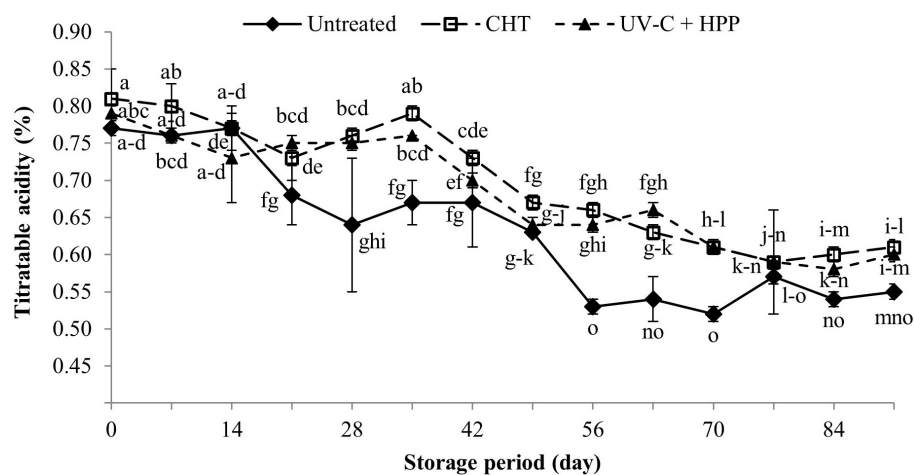 Untreated CHT UV-C + HPP
0.90
0.85
0.80
0.75
0.70
0.65
0.60
0.55
0.50
0.45
0.40
Titratable acidity (%)
a ab a-d bcd bcd ab cde fg fgh fgh h-l j-n i-m i-l
abc a-d de a-d de bcd ef g-j ghi g-k k-n k-n i-m
a-d bcd fg ghi fg fg g-k o no o l-o no mno
0 14 28 42 56 70 84
Storage period (day)